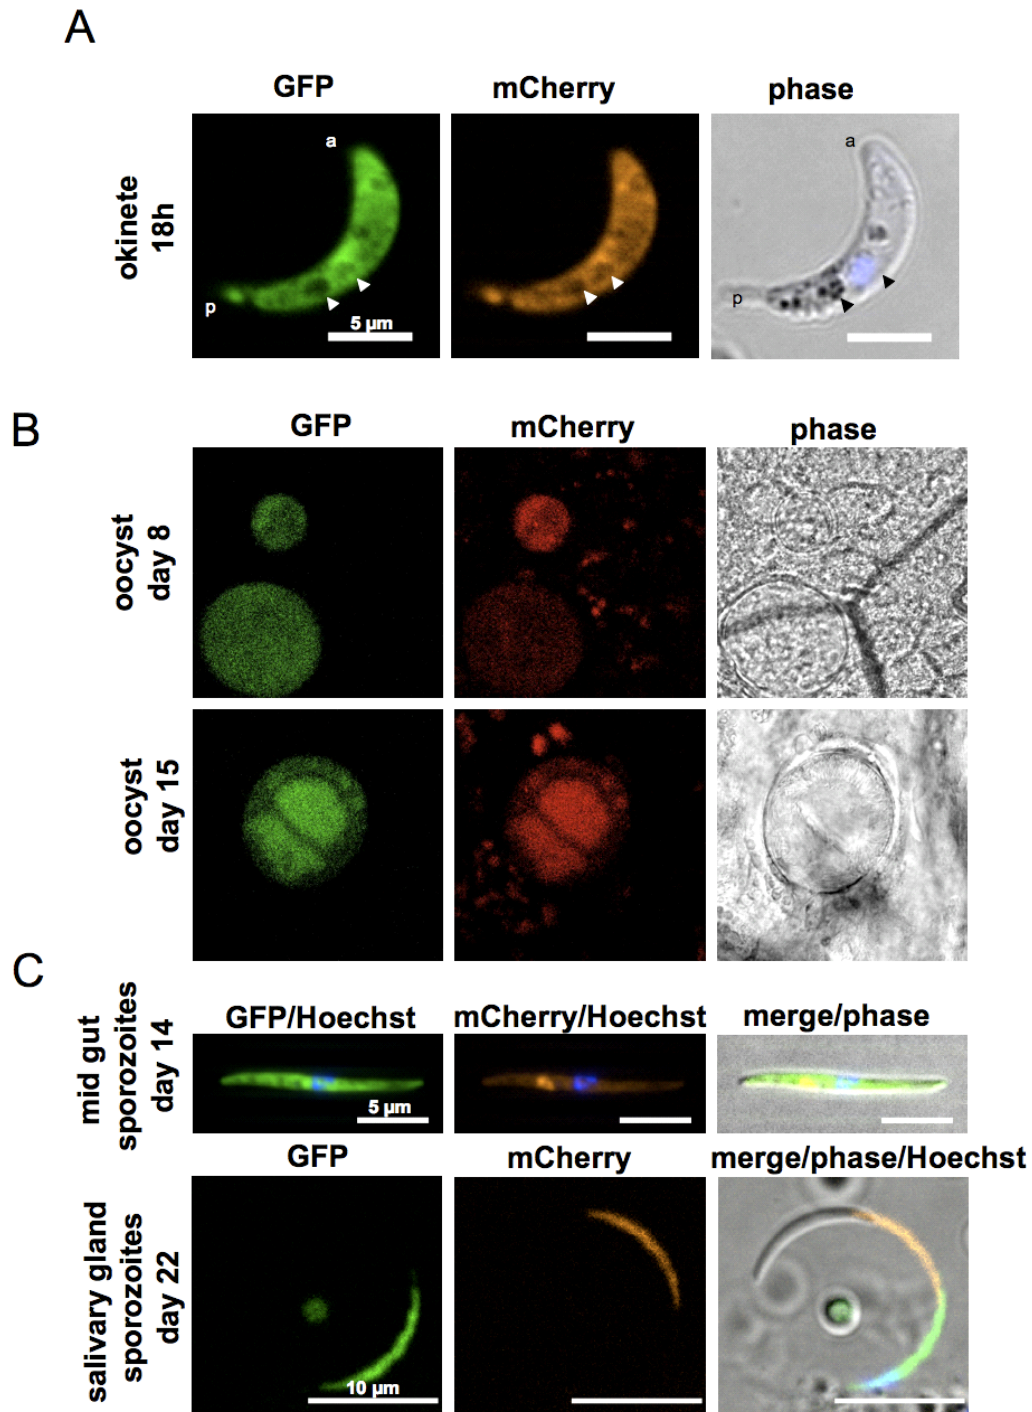 A
GFP mCherry phase
okinete
18h
a
p
5 µm
a
p
B
GFP mCherry phase
oocyst
day 8
oocyst
day 15
C
mid gut
sporozoites
day 14
GFP/Hoechst mCherry/Hoechst merge/phase
5 µm
salivary gland
sporozoites
day 22
GFP mCherry merge/phase/Hoechst
10 µm